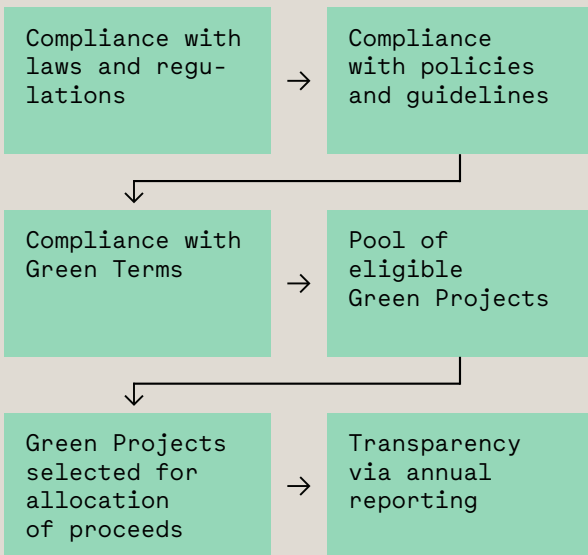 Compliance with
laws and regu-
lations
Compliance
with policies
and guidelines
Compliance with
Green Terms
Pool of
eligible
Green Projects
Green Projects
selected for
allocation
of proceeds
Transparency
via annual
reporting